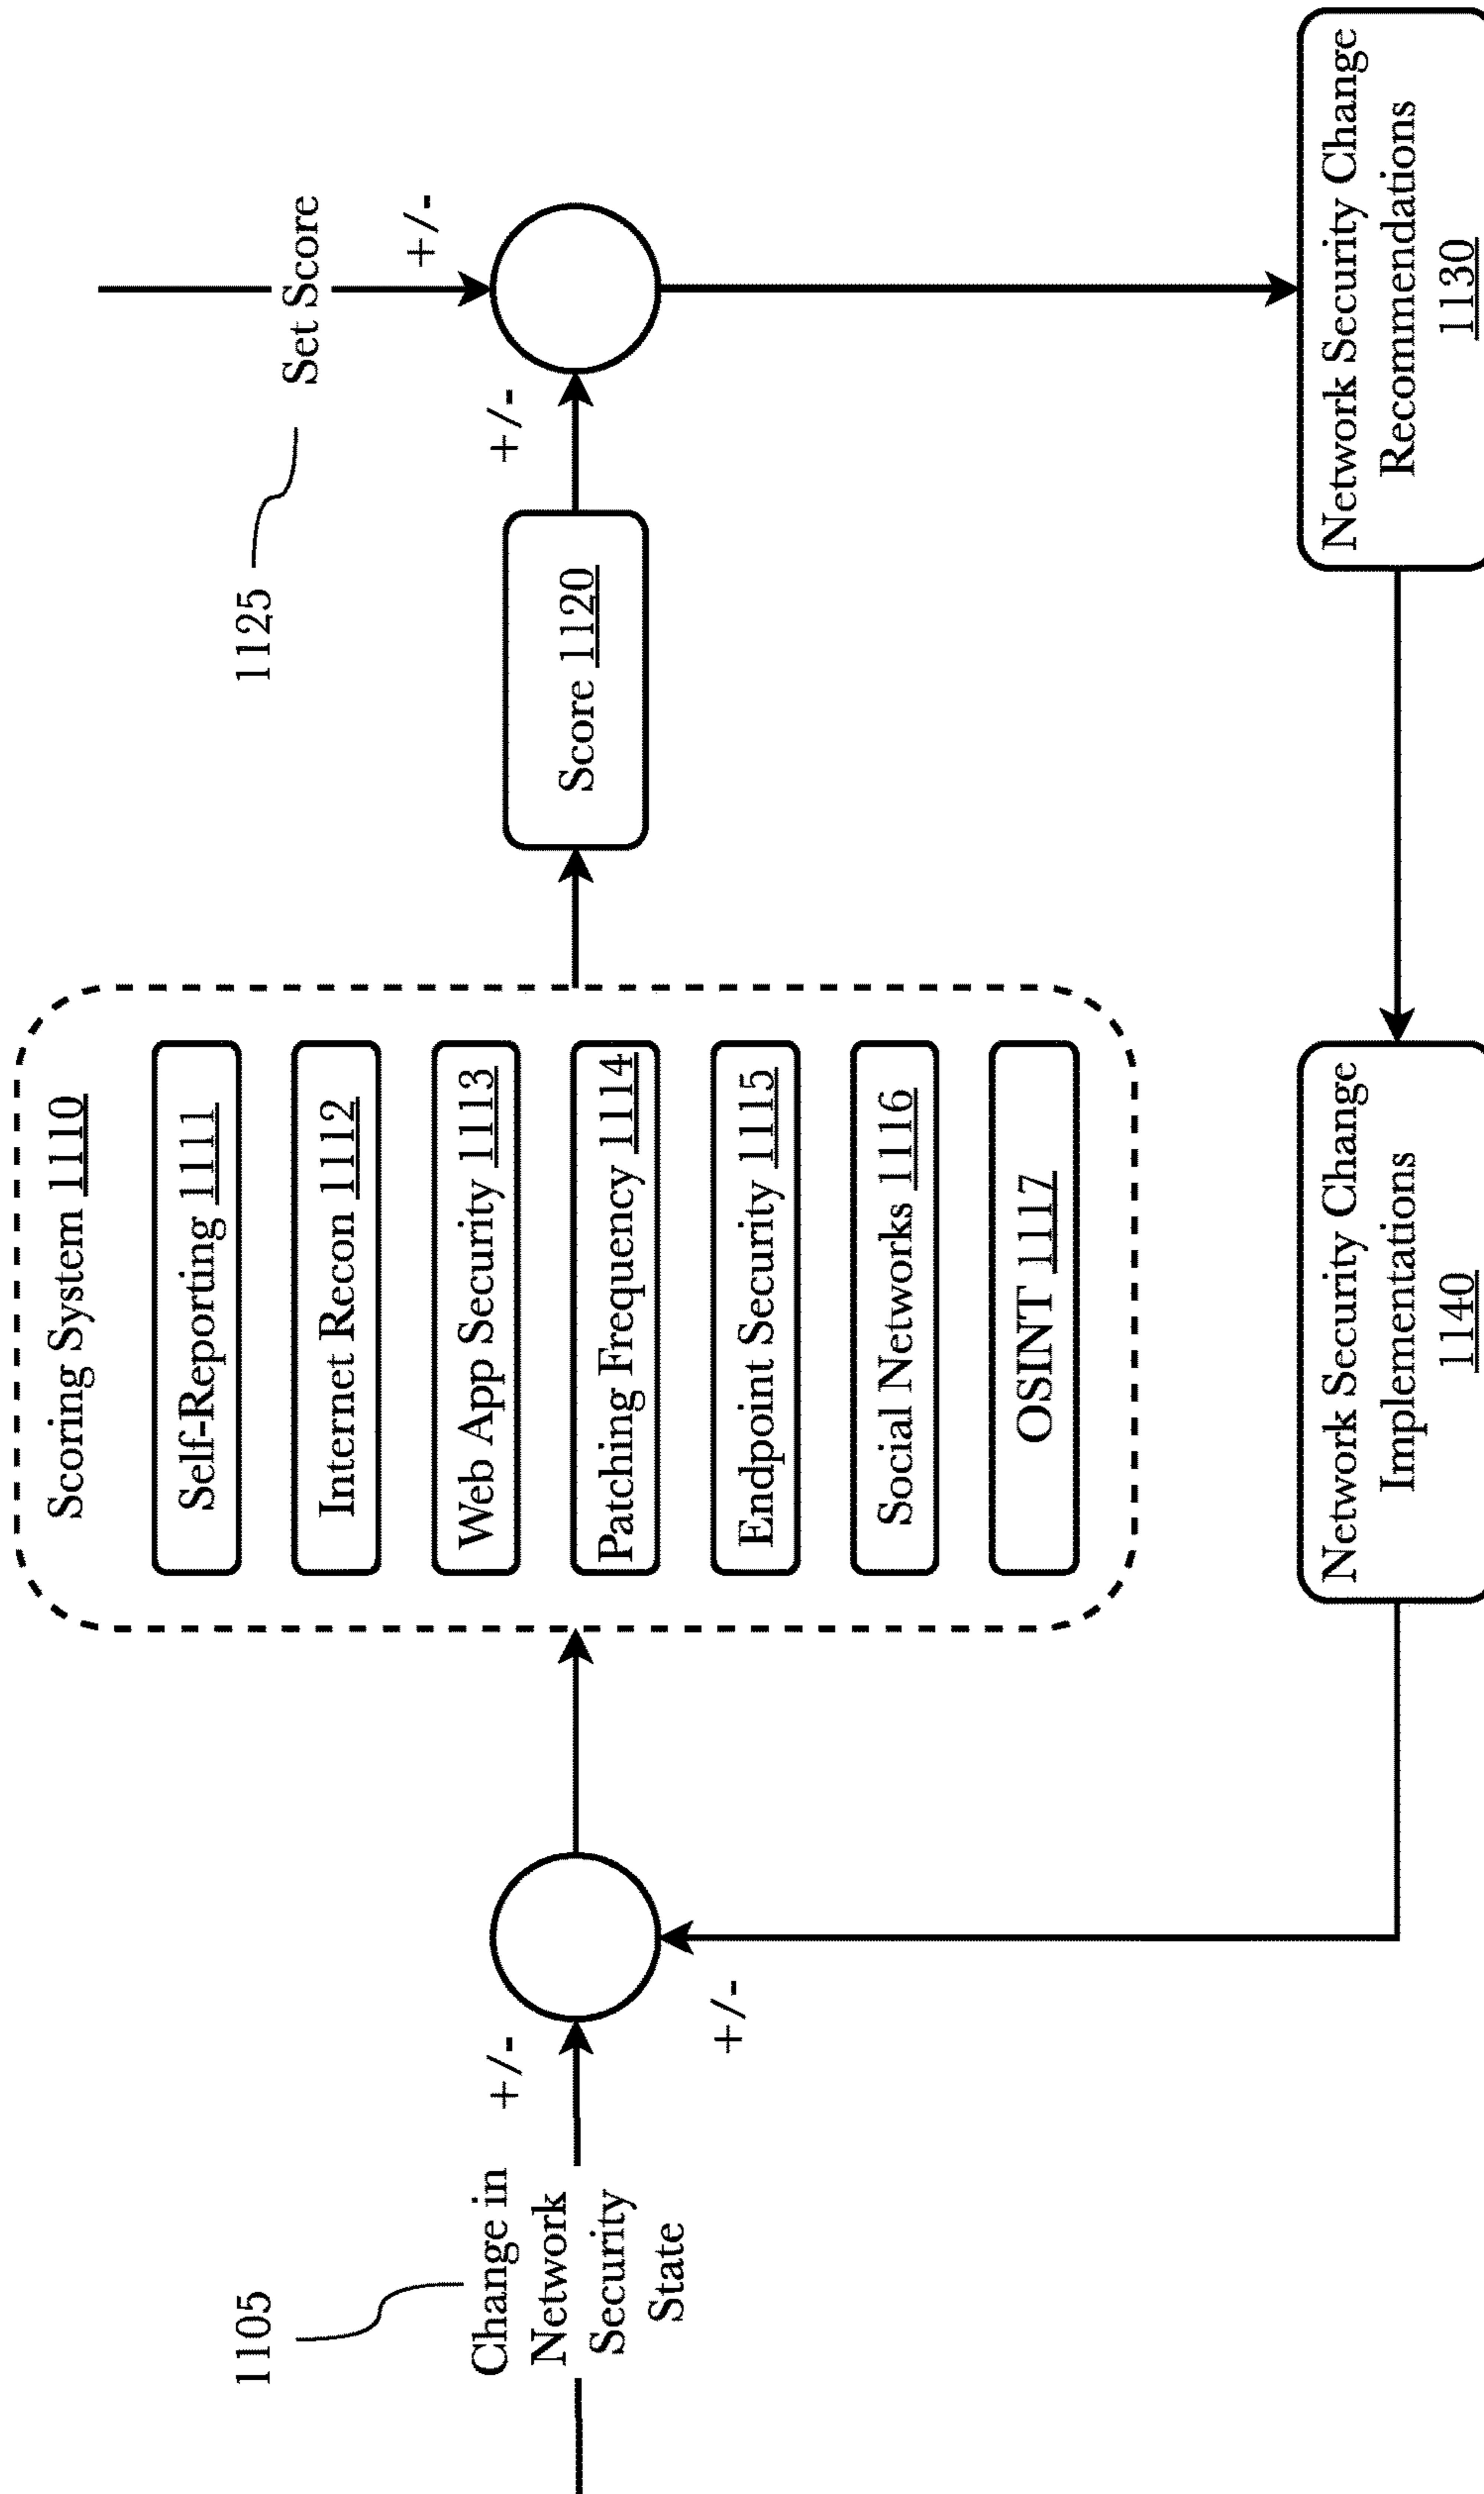 1105
Change in
Network
Security
State
+/-
+/-
Scoring System 1110
Self-Reporting 1111
Internet Recon 1112
Web App Security 1113
Patching Frequency 1114
Endpoint Security 1115
Social Networks 1116
OSINT 1117
Score 1120
+/-
1125
Set Score
+/-
Network Security Change
Implementations
1140
Network Security Change
Recommendations
1130